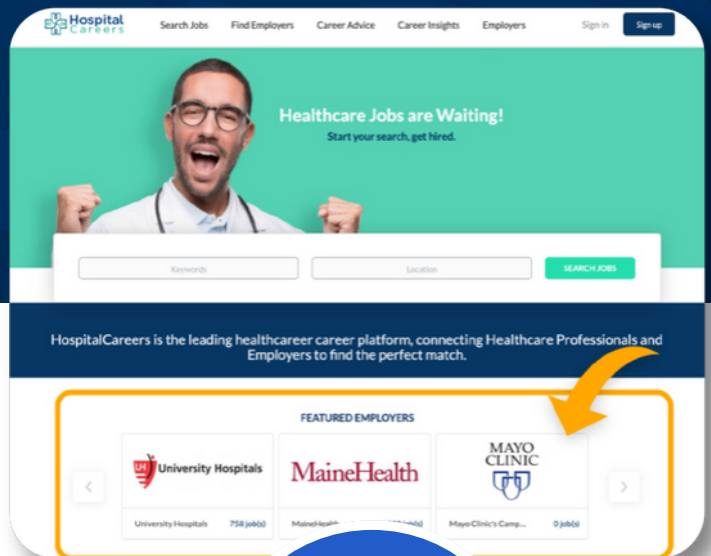 Hospital
Careers
Search Jobs
Find Employers
Career Advice
Career Insights
Employers
Sign in
Sign up
Healthcare Jobs are Waiting!
Start your search, get hired.
Keywords
Location
SEARCH JOBS
HospitalCareers is the leading healthcareer career platform, connecting Healthcare Professionals and
Employers to find the perfect match.
FEATURED EMPLOYERS
UH University Hospitals
MaineHealth
MAYO
CLINIC
University Hospitals 758 job(s)
MaineHealth job(s)
Mayo Clinic's Camp... 0 job(s)